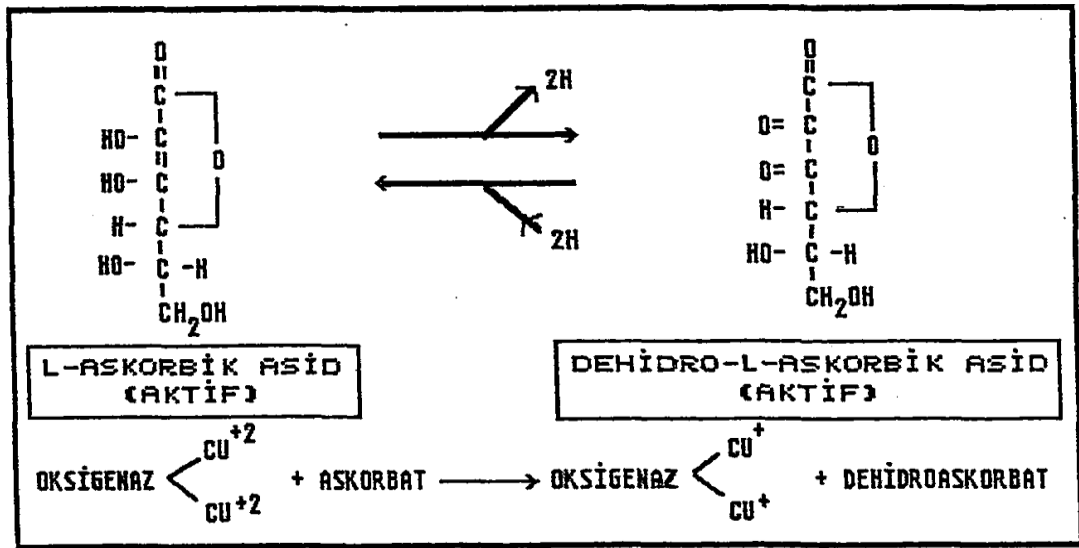 O O
C C
2H
HO- C O= C
O O
HO- C O= C
H- C H- C
2H
HO- C -H HO- C -H
CH2OH CH2OH
L-ASKORBİK ASİD
(AKTİF)
DEHİDRO-L-ASKORBİK ASİD
(AKTİF)
CU+2 CU+
OKSİGENAZ + ASKORBAT → OKSİGENAZ + DEHİDROASKORBAT
CU+2 CU+